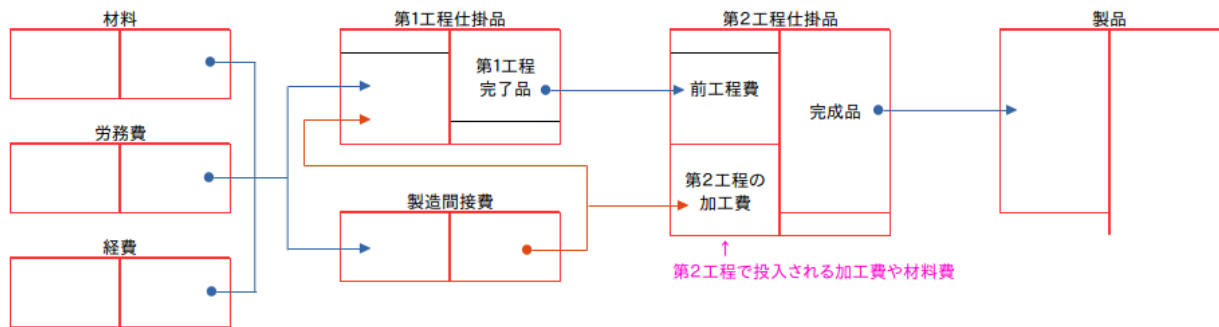 材料
第1工程仕掛品
第2工程仕掛品
製品
第1工程
完了品
前工程費
完成品
労務費
第2工程の
加工費
製造間接費
経費
↑
第2工程で投入される加工費や材料費